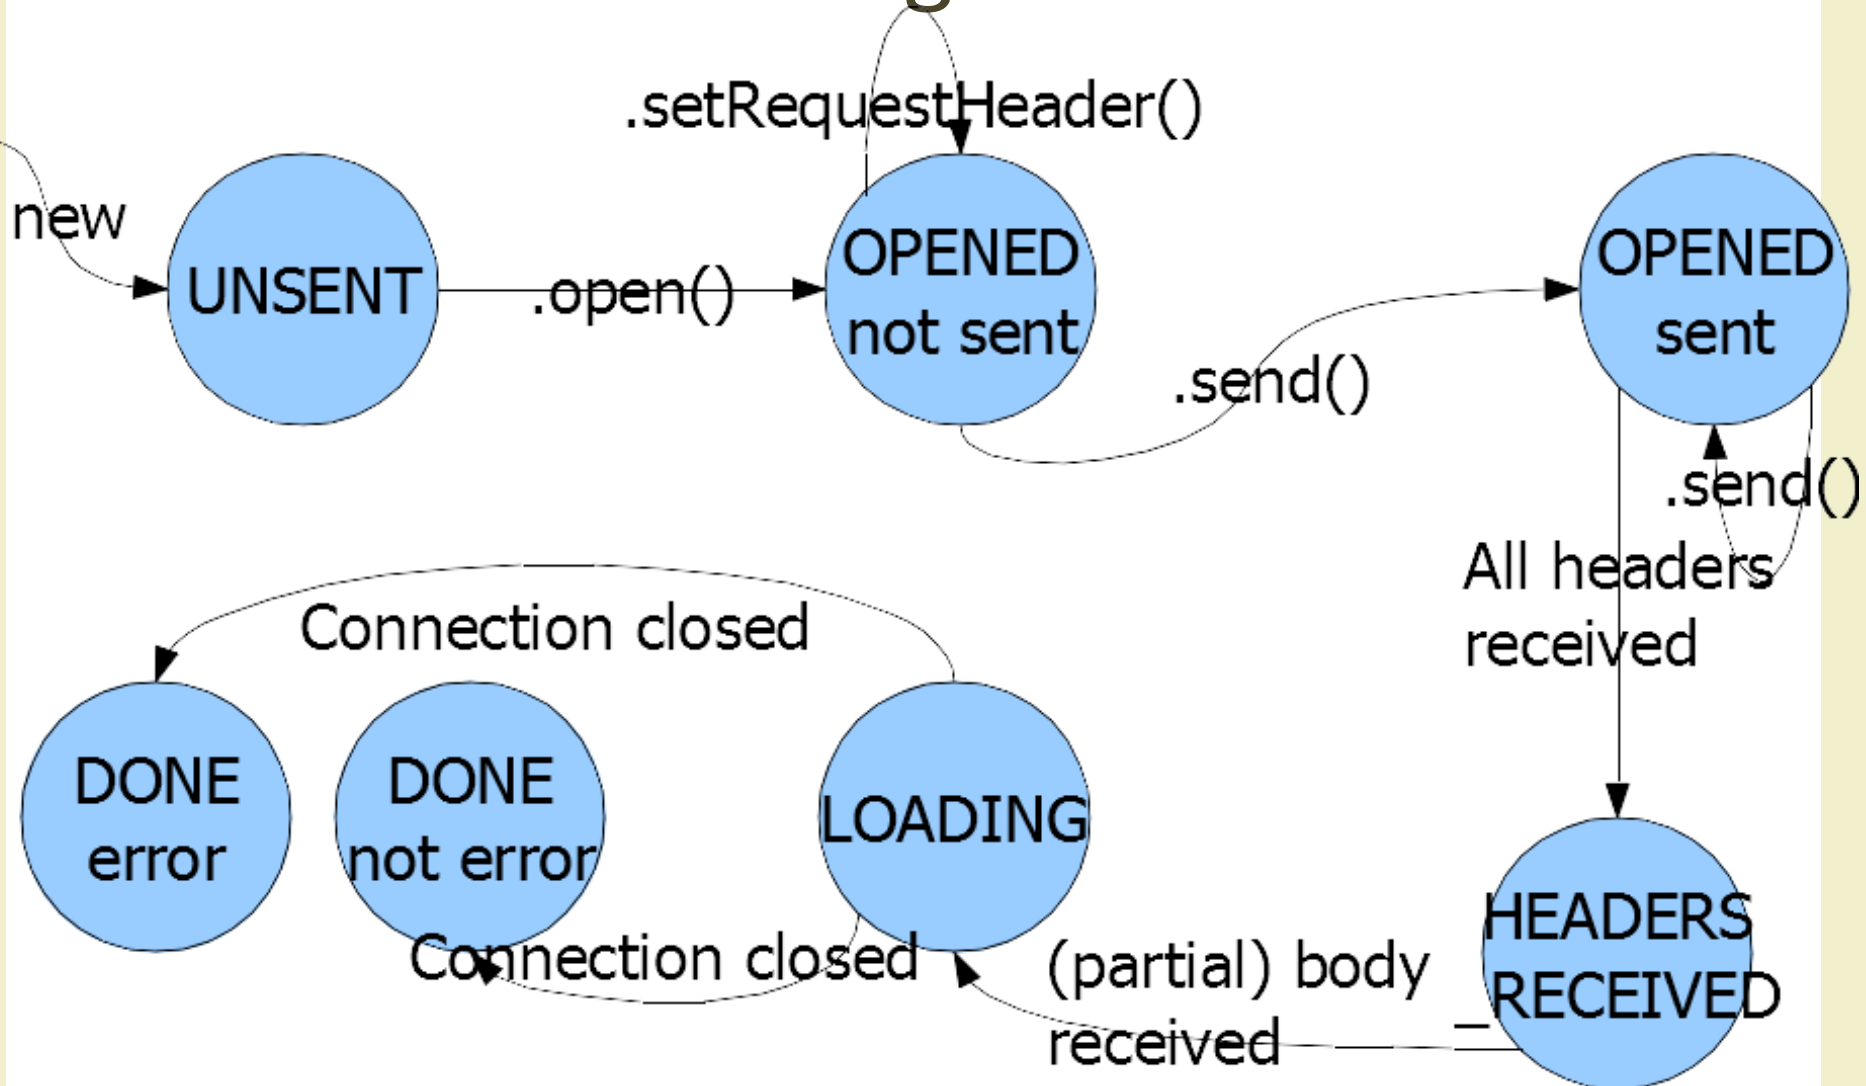 .setRequestHeader()
new
UNSENT
.open()
OPENED
not sent
.send()
OPENED
sent
.send()
All headers
received
Connection closed
DONE
error
DONE
not error
LOADING
Connection closed
(partial) body
received
HEADERS
_RECEIVED